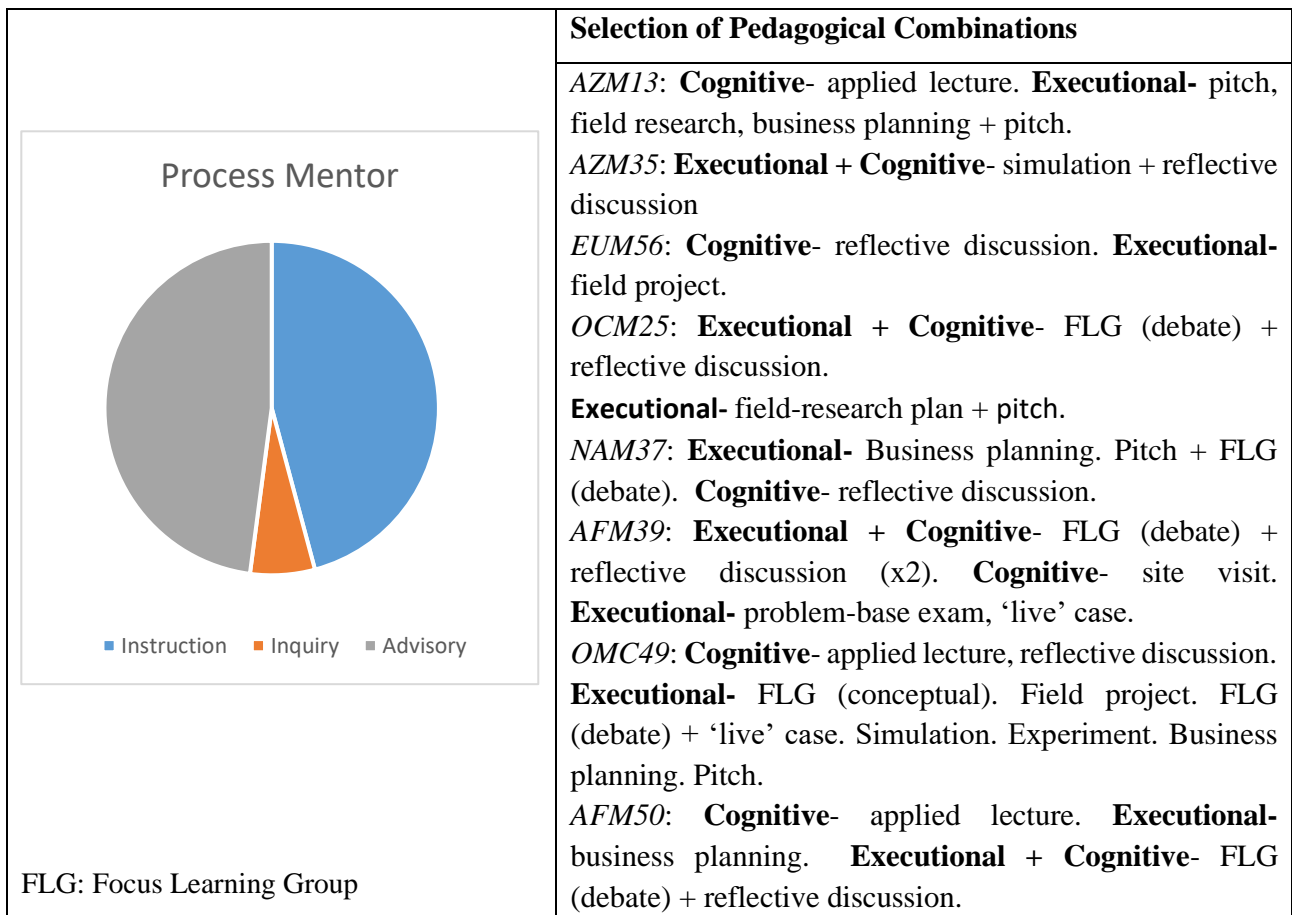 Process Mentor
Instruction Inquiry Advisory
FLG: Focus Learning Group
Selection of Pedagogical Combinations
AZM13: Cognitive- applied lecture. Executional- pitch,
field research, business planning + pitch.
AZM35: Executional + Cognitive- simulation + reflective
discussion
EUM56: Cognitive- reflective discussion. Executional-
field project.
OCM25: Executional + Cognitive- FLG (debate) +
reflective discussion.
Executional- field-research plan + pitch.
NAM37: Executional- Business planning. Pitch + FLG
(debate). Cognitive- reflective discussion.
AFM39: Executional + Cognitive- FLG (debate) +
reflective discussion (x2). Cognitive- site visit.
Executional- problem-base exam, ‘live’ case.
OMC49: Cognitive- applied lecture, reflective discussion.
Executional- FLG (conceptual). Field project. FLG
(debate) + ‘live’ case. Simulation. Experiment. Business
planning. Pitch.
AFM50: Cognitive- applied lecture. Executional-
business planning. Executional + Cognitive- FLG
(debate) + reflective discussion.